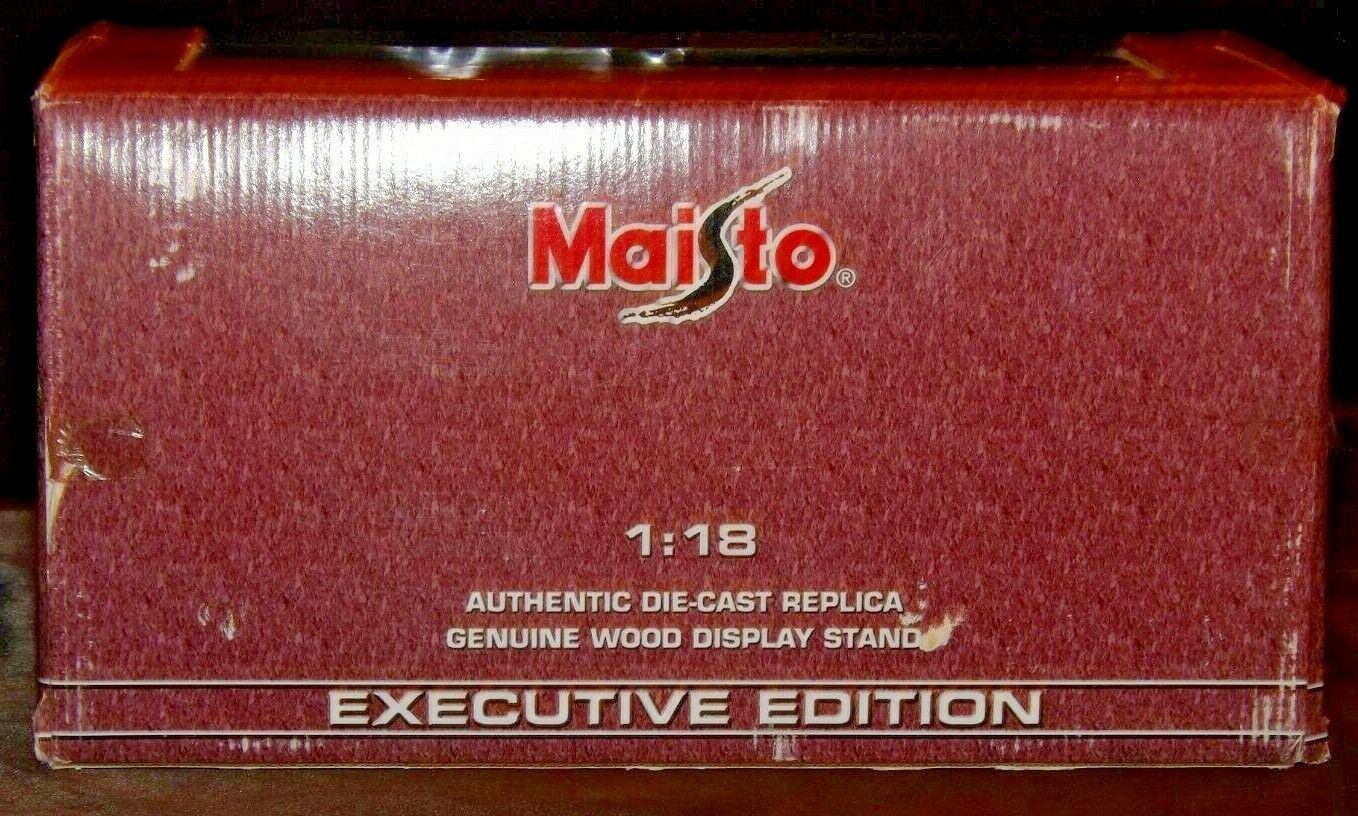 Maisto®
1:18
AUTHENTIC DIE-CAST REPLICA
GENUINE WOOD DISPLAY STAND
EXECUTIVE EDITION